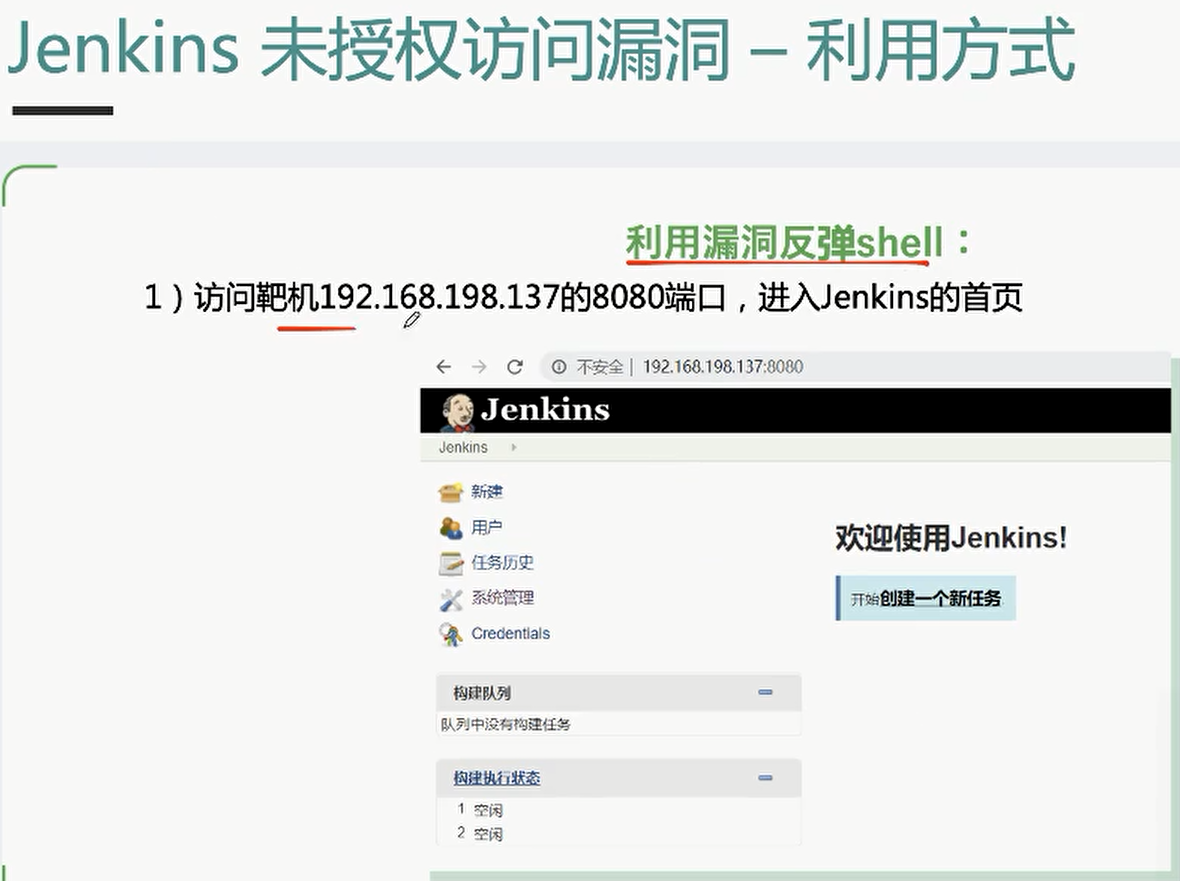 Jenkins 未授权访问漏洞 – 利用方式
利用漏洞反弹shell：
1）访问靶机192.168.198.137的8080端口，进入Jenkins的首页
不安全 | 192.168.198.137:8080
Jenkins
Jenkins
新建
用户
任务历史
系统管理
Credentials
欢迎使用Jenkins!
开始创建一个新任务
构建队列
队列中没有构建任务
构建执行状态
1 空闲
2 空闲